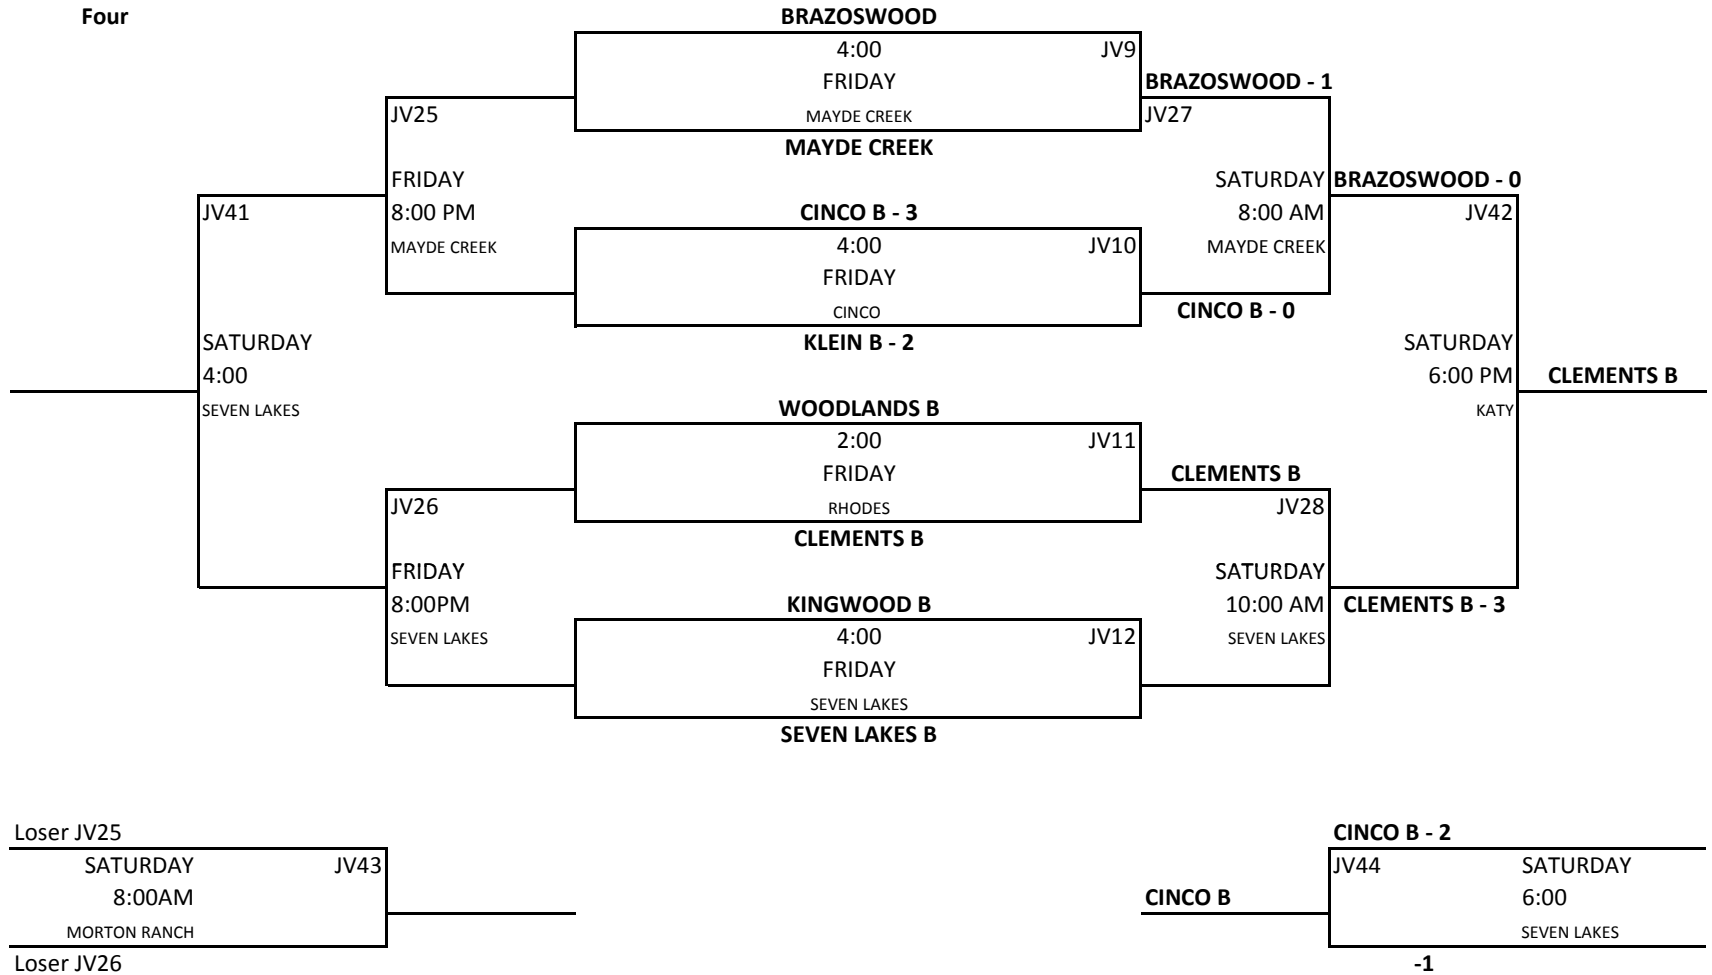 Four
BRAZOSWOOD
4:00 JV9
FRIDAY BRAZOSWOOD - 1
JV25 MAYDE CREEK JV27
MAYDE CREEK
FRIDAY SATURDAY BRAZOSWOOD - 0
JV41 8:00 PM CINCO B - 3 8:00 AM JV42
MAYDE CREEK 4:00 JV10 MAYDE CREEK
FRIDAY
CINCO CINCO B - 0
SATURDAY KLEIN B - 2 SATURDAY
4:00 6:00 PM CLEMENTS B
SEVEN LAKES WOODLANDS B KATY
2:00 JV11
FRIDAY CLEMENTS B
JV26 RHODES JV28
CLEMENTS B
FRIDAY SATURDAY
8:00PM KINGWOOD B 10:00 AM CLEMENTS B - 3
SEVEN LAKES 4:00 JV12 SEVEN LAKES
FRIDAY
SEVEN LAKES
SEVEN LAKES B
Loser JV25 CINCO B - 2
SATURDAY JV43 JV44 SATURDAY
8:00AM CINCO B 6:00
MORTON RANCH SEVEN LAKES
Loser JV26 -1